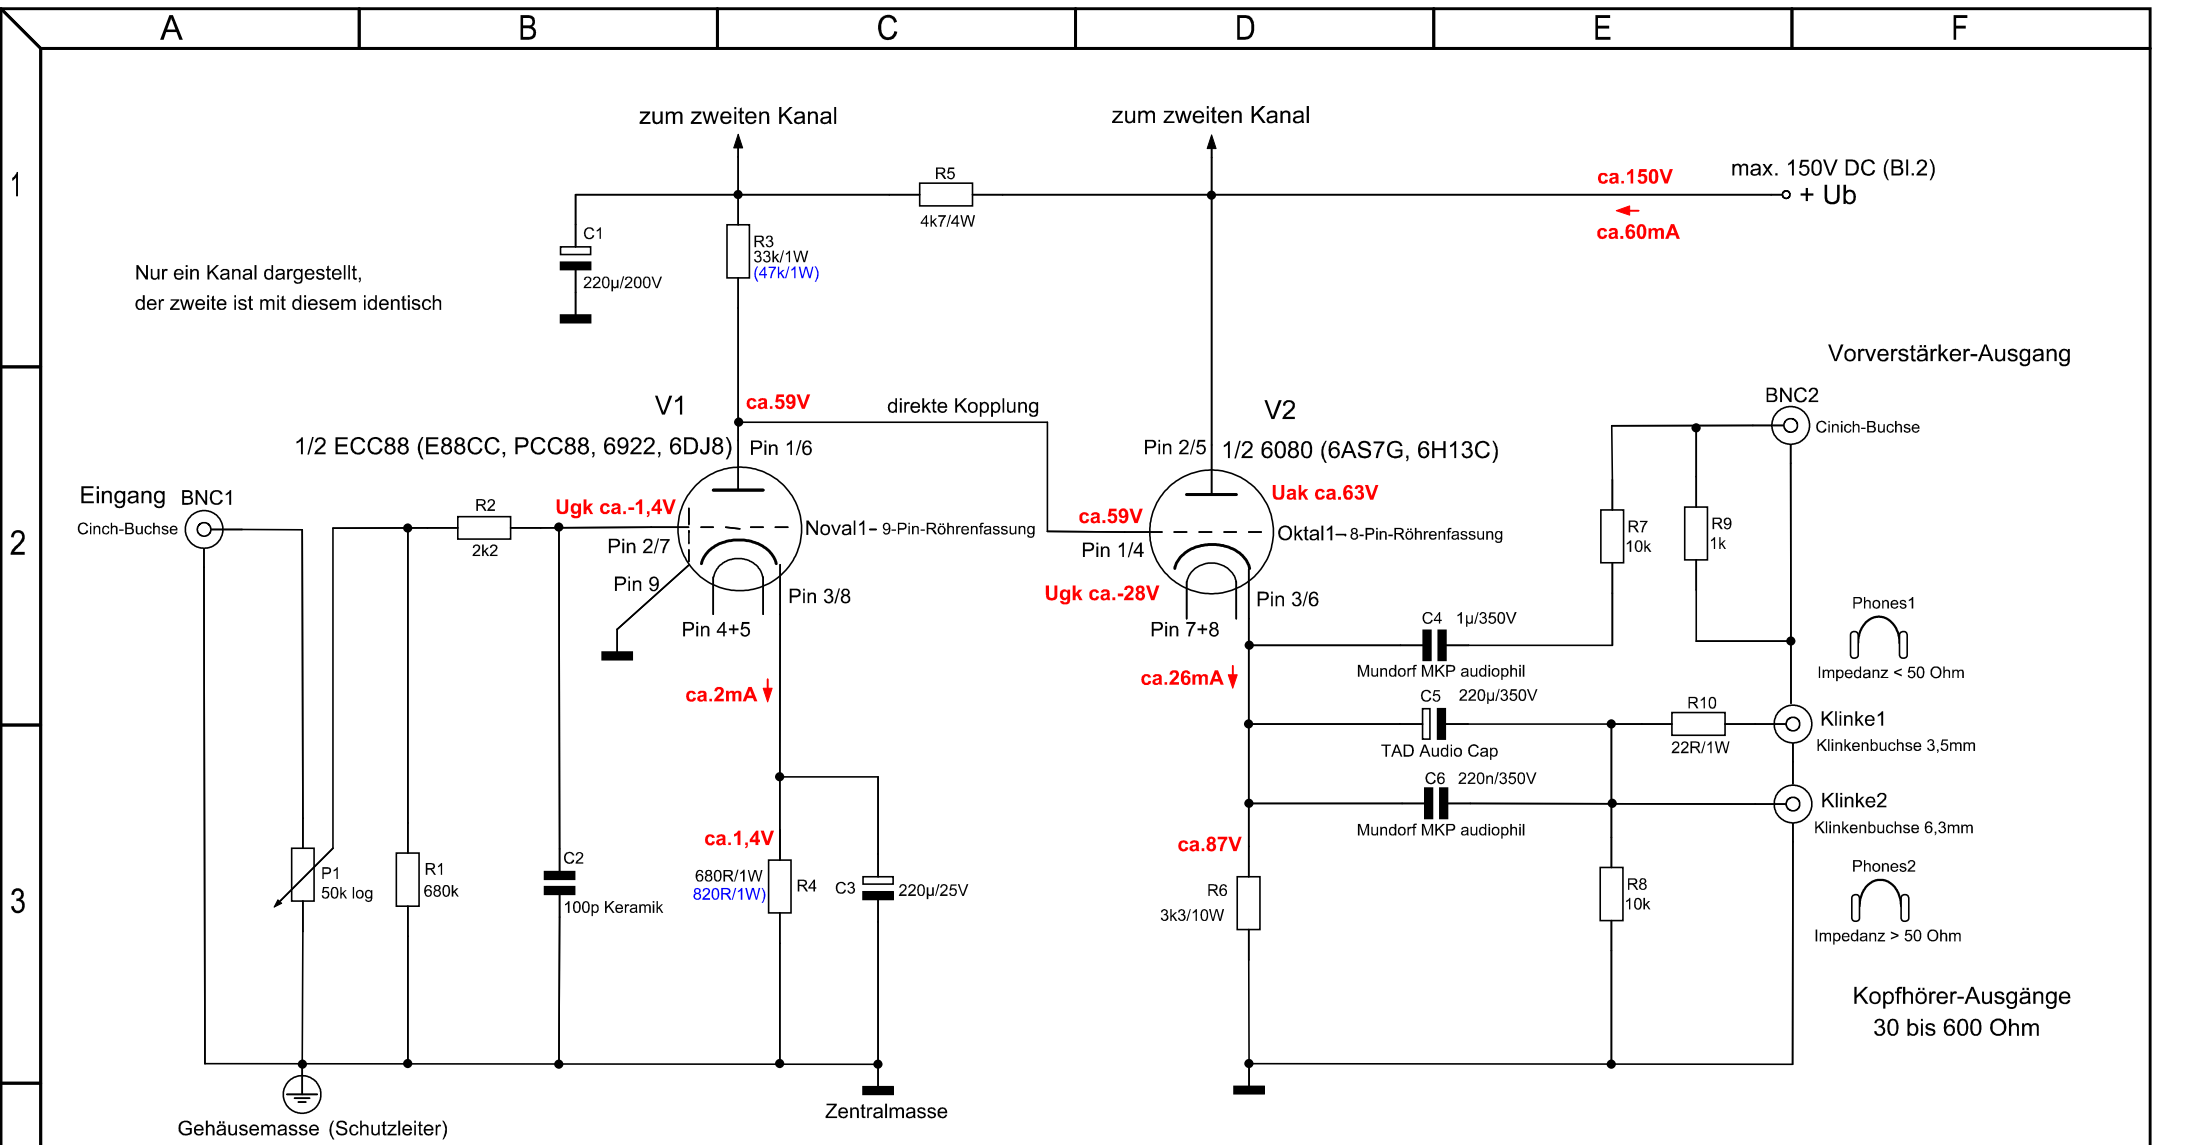 A B C D E F
1
2
3
zum zweiten Kanal
zum zweiten Kanal
max. 150V DC (Bl.2)
+ Ub
ca.150V
ca.60mA
R5
4k7/4W
C1
220µ/200V
R3
33k/1W
(47k/1W)
Nur ein Kanal dargestellt,
der zweite ist mit diesem identisch
Vorverstärker-Ausgang
V1
ca.59V
direkte Kopplung
V2
BNC2
Cinich-Buchse
1/2 ECC88 (E88CC, PCC88, 6922, 6DJ8)
Pin 1/6
Pin 2/5
1/2 6080 (6AS7G, 6H13C)
Eingang
BNC1
Cinch-Buchse
R2
2k2
Ugk ca.-1,4V
Pin 2/7
Pin 9
Noval1– 9-Pin-Röhrenfassung
Pin 3/8
Pin 4+5
ca.59V
Pin 1/4
Uak ca.63V
Oktal1– 8-Pin-Röhrenfassung
Ugk ca.-28V
Pin 3/6
Pin 7+8
R7
10k
R9
1k
Phones1
Impedanz < 50 Ohm
C4 1µ/350V
Mundorf MKP audiophil
ca.2mA
ca.26mA
C5 220µ/350V
TAD Audio Cap
R10
22R/1W
Klinke1
Klinkenbuchse 3,5mm
C6 220n/350V
Mundorf MKP audiophil
Klinke2
Klinkenbuchse 6,3mm
P1
50k log
R1
680k
C2
100p Keramik
ca.1,4V
680R/1W
820R/1W)
R4
C3
220µ/25V
ca.87V
R6
3k3/10W
R8
10k
Phones2
Impedanz > 50 Ohm
Kopfhörer-Ausgänge
30 bis 600 Ohm
Gehäusemasse (Schutzleiter)
Zentralmasse